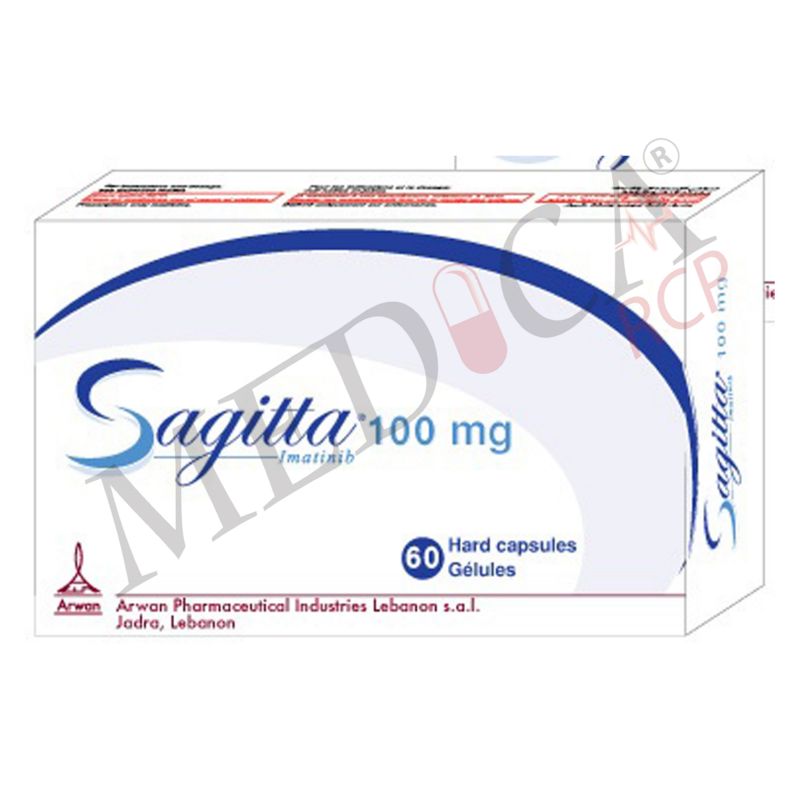 Sagitta® 100 mg
Imatinib
60 Hard capsules
Gélules
Arwan
Arwan Pharmaceutical Industries Lebanon s.a.l.
Jadra, Lebanon
Sagitta 100 mg
MEDICA®
RCP